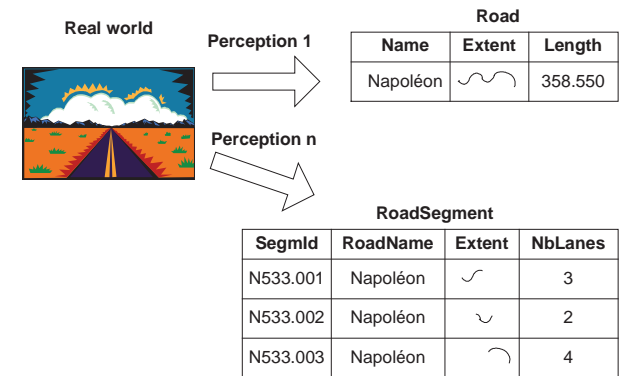 Real world
Perception 1
Road
Name Extent Length
Napoléon 358.550
Perception n
RoadSegment
SegmId RoadName Extent NbLanes
N533.001 Napoléon 3
N533.002 Napoléon 2
N533.003 Napoléon 4